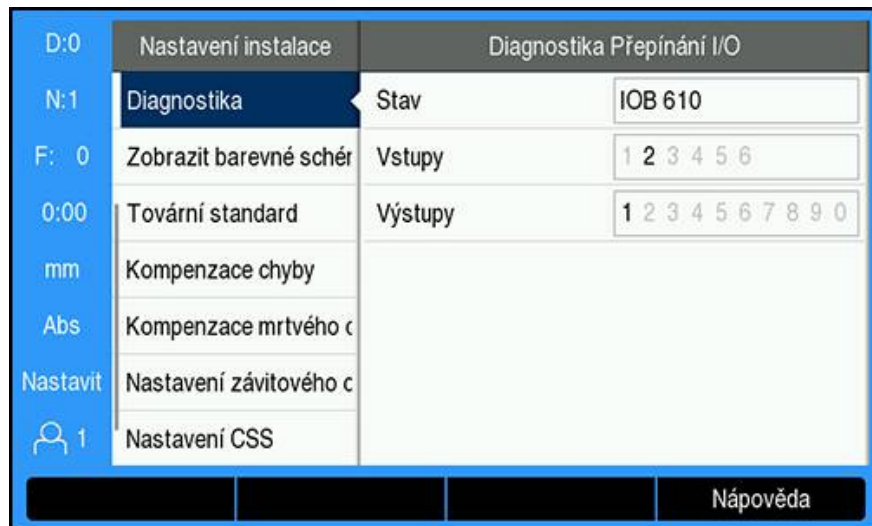 D:0
N:1
F: 0
0:00
mm
Abs
Nastavit
1
Nastavení instalace
Diagnostika
Zobrazit barevné schér
Tovární standard
Kompenzace chyby
Kompenzace mrtvého c
Nastavení závitového c
Nastavení CSS
Diagnostika Přepínání I/O
Stav IOB 610
Vstupy 1 2 3 4 5 6
Výstupy 1 2 3 4 5 6 7 8 9 0
Nápověda